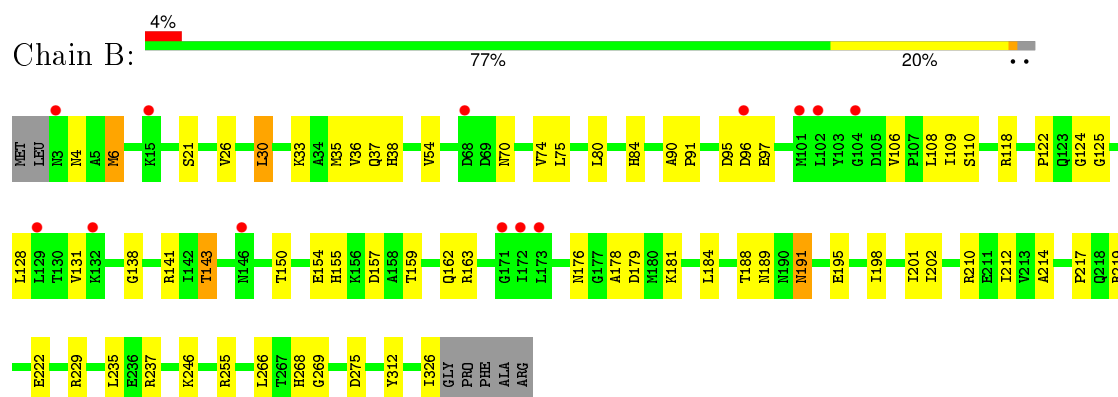 4%
Chain B:
77% 20% • •
MET LEU N3 N4 A5 M6 K15 S21 V26 L30 K33 A34 M35 V36 Q37 H38 V54 D68 D69 N70 V74 L75 L80 H84 A90 P91 D95 D96 E97 M101 L102 Y103 G104 D105 V106 P107 L108 I109 S110 R118 P122 Q123 G124 G125
L128 L129 T130 V131 K132 G138 R141 I142 T143 N146 T150 E154 H155 K156 D157 A158 T159 Q162 R163 G171 I172 L173 N176 G177 A178 D179 M180 K181 L184 T188 N189 N190 N191 E195 I198 I201 I202 R210 E211 I212 V213 A214 P217 Q218
E222 R229 L235 E236 R237 K246 R255 L266 T267 H268 G269 D275 Y312 I326 GLY PRO PHE ALA ARG